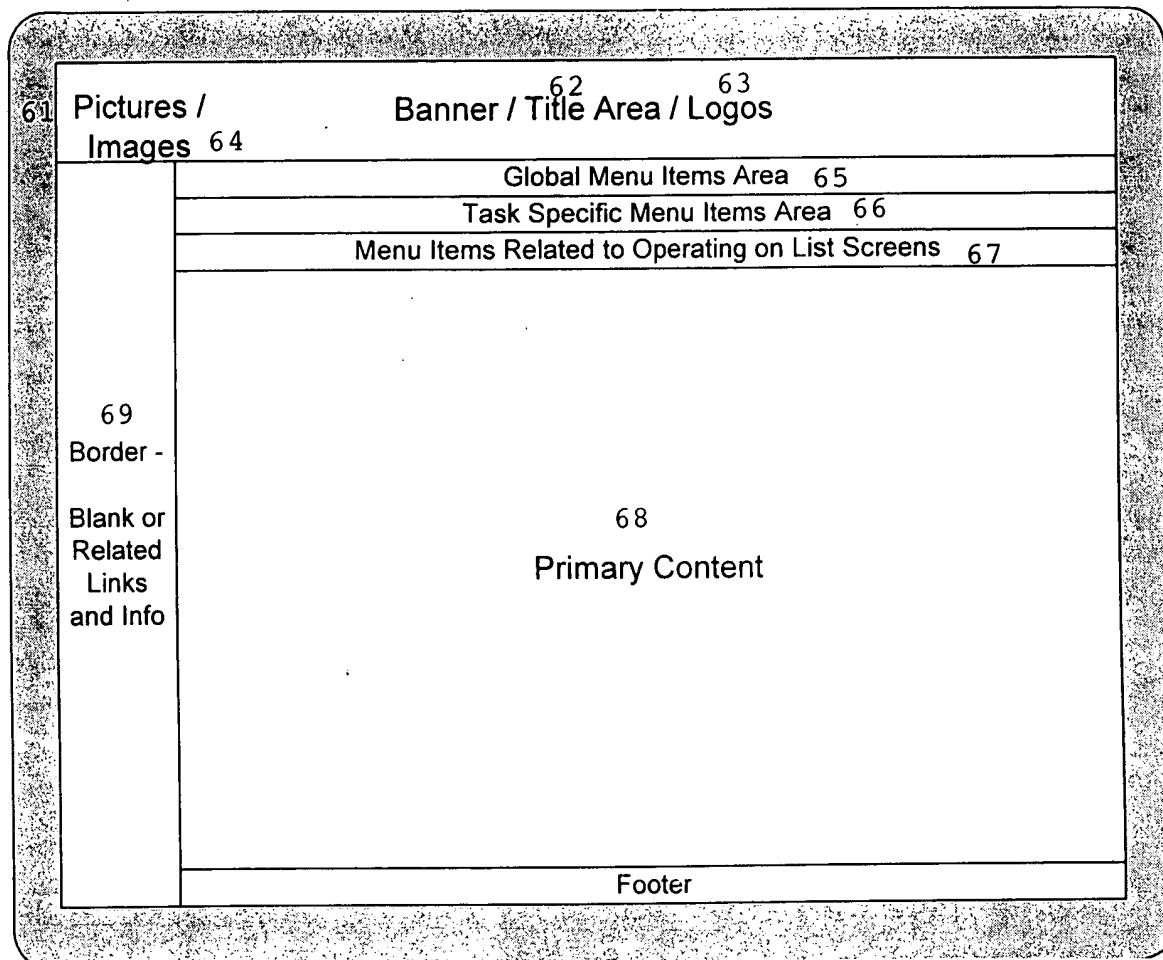 62 63
61 Pictures / Banner / Title Area / Logos
Images 64
Global Menu Items Area 65
Task Specific Menu Items Area 66
Menu Items Related to Operating on List Screens 67
69
Border -
Blank or
Related
Links
and Info
68
Primary Content
Footer